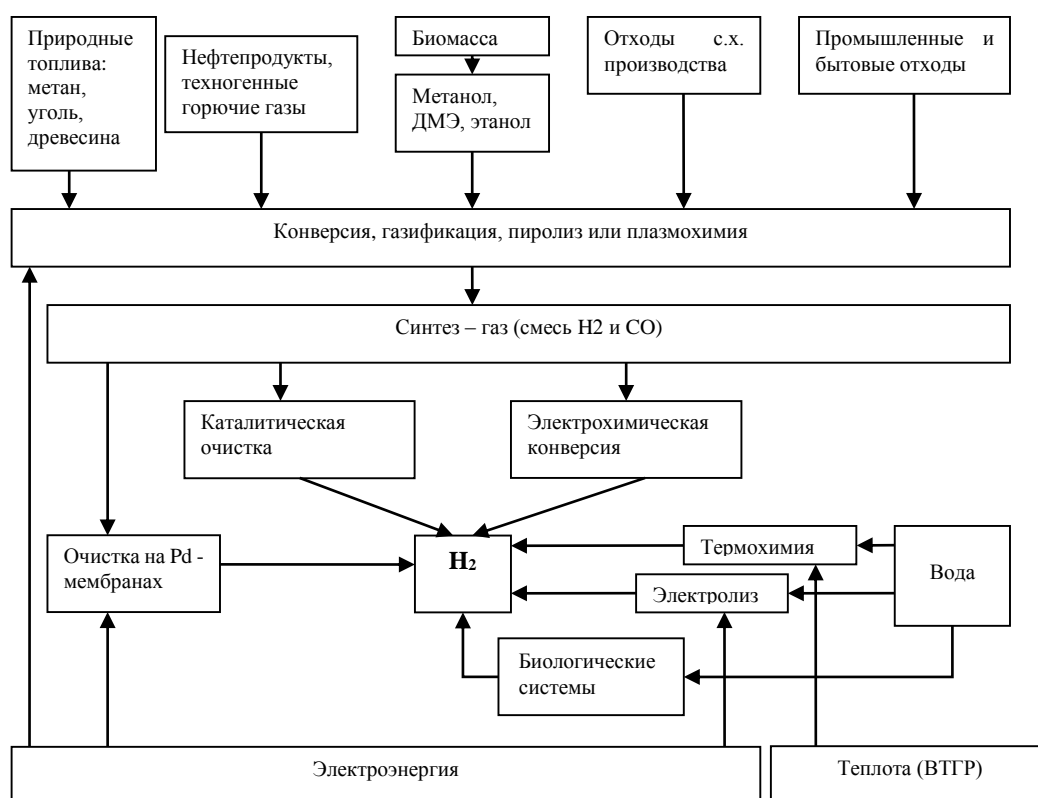 Природные
топлива:
метан,
уголь,
древесина
Нефтепродукты,
техногенные
горючие газы
Биомасса
Метанол,
ДМЭ, этанол
Отходы с.х.
производства
Промышленные и
бытовые отходы
Конверсия, газификация, пиролиз или плазмохимия
Синтез – газ (смесь H2 и CO)
Каталитическая
очистка
Электрохимическая
конверсия
Очистка на Pd -
мембранах
H₂
Термохимия
Электролиз
Вода
Биологические
системы
Электроэнергия
Теплота (ВТГР)